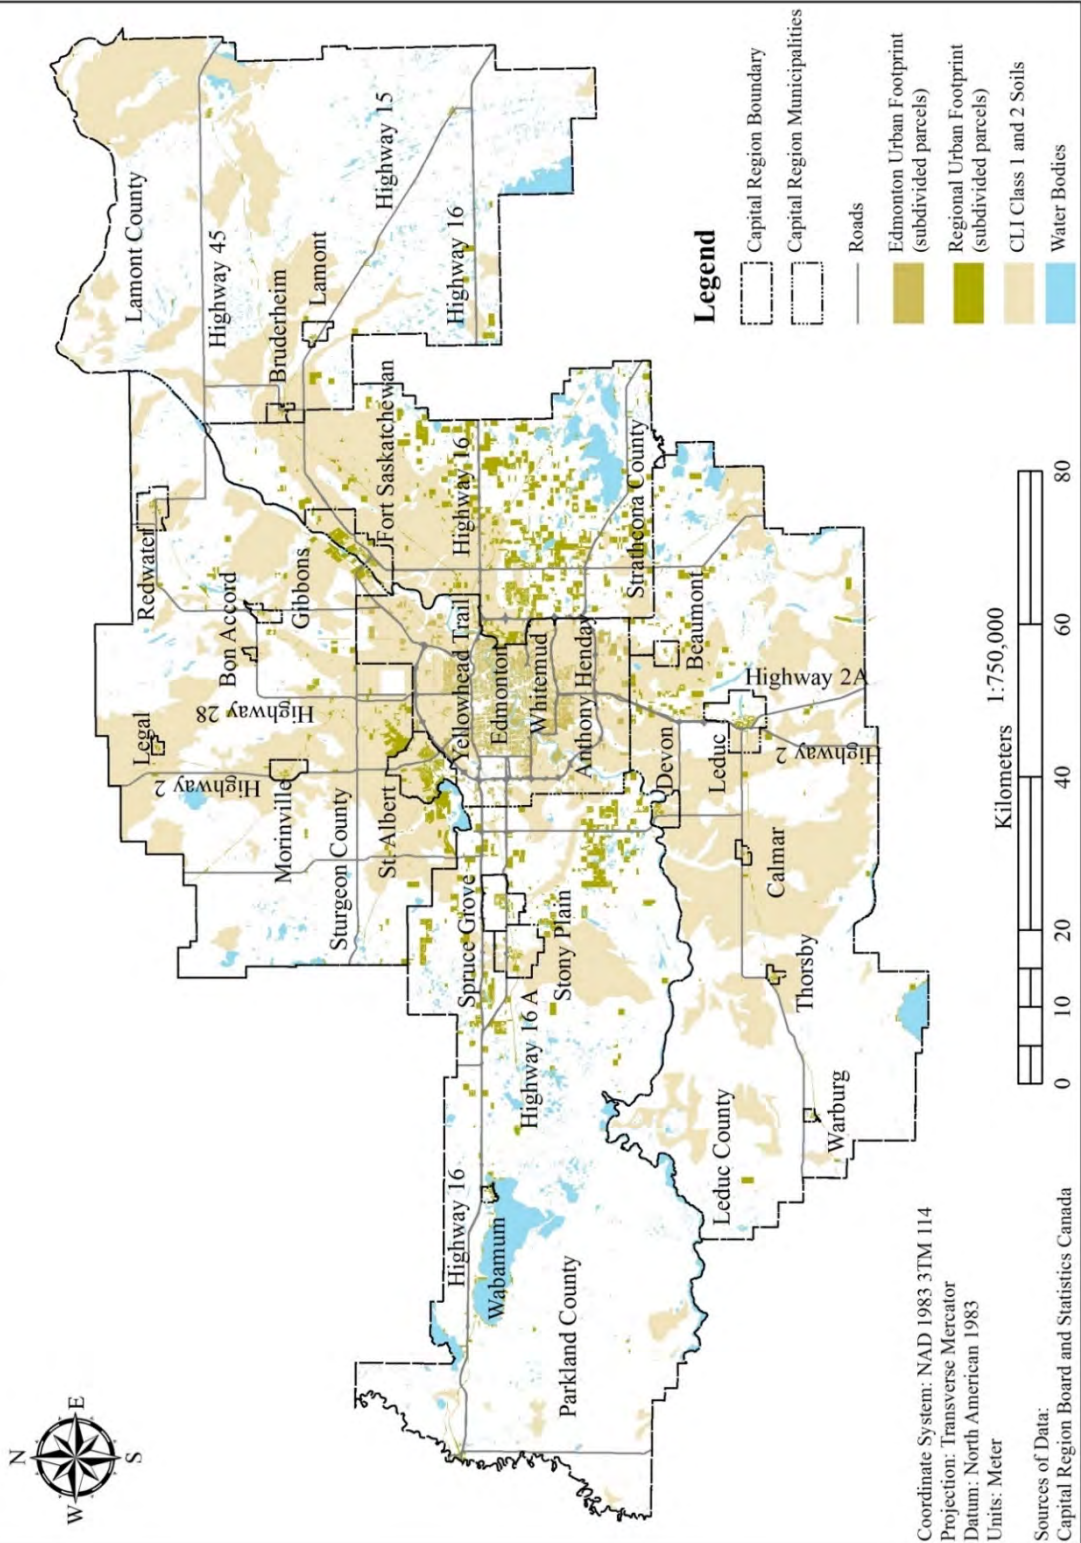 N
W
E
S
Lamont County
Highway 45
Redwater
Legal
Bon Accord
Highway 28
Highway 2
Gibbons
Bruderheim
Lamont
Highway 15
Morinville
Sturgeon County
Fort Saskatchewan
St. Albert
Highway 16
Highway 16
Highway 16
Yellowhead Trail
Spruce Grove
Edmonton
Wabamun
Highway 16 A
Stony Plain
Whitemud
Parkland County
Anthony Henday
Strathcona County
Devon
Beaumont
Leduc County
Leduc
Highway 2A
Calmar
Thorsby
Highway 2
Warburg
Legend
Capital Region Boundary
Capital Region Municipalities
Roads
Edmonton Urban Footprint
(subdivided parcels)
Regional Urban Footprint
(subdivided parcels)
CLI Class 1 and 2 Soils
Water Bodies
Coordinate System: NAD 1983 3TM 114
Projection: Transverse Mercator
Datum: North American 1983
Units: Meter
Sources of Data:
Capital Region Board and Statistics Canada
Kilometers 1:750,000
0 10 20 40 60 80